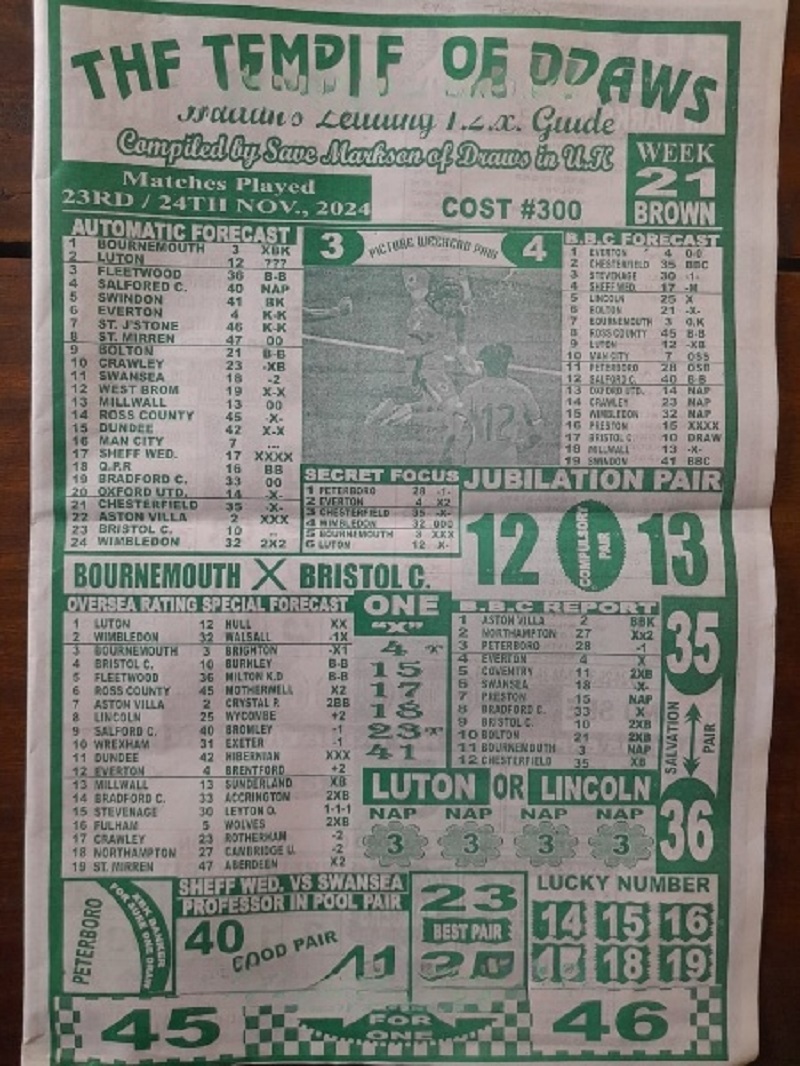 THE TEMPLE OF DRAWS
Compiled by Save Markson of Draws in U.K
Matches Played
23RD / 24TH NOV., 2024
COST #300
WEEK
21
BROWN
AUTOMATIC FORECAST
1 BOURNEMOUTH 3 XBK
2 LUTON 12 ???
3 FLEETWOOD 36 B-B
4 SALFORED C. 40 NAP
5 SWINDON 41 BK
6 EVERTON 4 K-K
7 ST. J'STONE 46 K-K
8 ST. MIRREN 47 00
9 BOLTON 21 B-B
10 CRAWLEY 23 -XB
11 SWANSEA 18 -2
12 WEST BROM 19 X-X
13 MILLWALL 13 00
14 ROSS COUNTY 45 -X-
15 DUNDEE 42 X-X
16 MAN CITY 7 ...
17 SHEFF WED. 17 XXXX
18 Q.P.R 16 BB
19 BRADFORD C. 33 00
20 OXFORD UTD. 14 -X-
21 CHESTERFIELD 35 -X-
22 ASTON VILLA 2 XXX
23 BRISTOL C. 10 ..
24 WIMBLEDON 32 2X2
3 PICTURE WEEKEND PAIR 4
12
B.B.C FORECAST
1 EVERTON 4 0-0
2 CHESTERFIELD 35 BBC
3 STEVENAGE 30 -1-
4 SHEFF WED. 17 -M
5 LINCOLN 25 X
6 BOLTON 21 -X-
7 BOURNEMOUTH 3 0,K
8 ROSS COUNTY 45 B-B
9 LUTON 12 -XB
10 MAN CITY 7 OSS
11 PETERBORO 28 OSB
12 SALFORD C. 40 B-B
13 OXFORD UTD. 14 NAP
14 CRAWLEY 23 NAP
15 WIMBLEDON 32 NAP
16 PRESTON 15 XXXX
17 BRISTOL C 10 DRAW
18 MILLWALL 13 -X-
19 SWINDON 41 BBC
SECRET FOCUS
1 PETERBORO 28 -1-
2 EVERTON 4 X2
3 CHESTERFIELD 35 -X-
4 WIMBLEDON 32 000
5 BOURNEMOUTH 3 XXX
6 LUTON 12 X-
JUBILATION PAIR
12 COMPULSORY PAIR 13
BOURNEMOUTH X BRISTOL C.
OVERSEA RATING SPECIAL FORECAST
1 LUTON 12 HULL XX
2 WIMBLEDON 32 WALSALL -1X
3 BOURNEMOUTH 3 BRIGHTON -X1
4 BRISTOL C. 10 BURNLEY B-B
5 FLEETWOOD 36 MILTON K.D B-B
6 ROSS COUNTY 45 MOTHERWELL X2
7 ASTON VILLA 2 CRYSTAL P. 2BB
8 LINCOLN 25 WYCOMBE +2
9 SALFORD C. 40 BROMLEY -1
10 WREXHAM 31 EXETER -1
11 DUNDEE 42 HIBERNIAN XXX
12 EVERTON 4 BRENTFORD +2
13 MILLWALL 13 SUNDERLAND XB
14 BRADFORD C. 33 ACCRINGTON 2XB
15 STEVENAGE 30 LEYTON O. 1-1-1
16 FULHAM 5 WOLVES 2XB
17 CRAWLEY 23 ROTHERHAM -2
18 NORTHAMPTON 27 CAMBRIDGE U. -2
19 ST. MIRREN 47 ABERDEEN X2
ONE
"X"
4 "X"
15
17
18
23 "X"
41
B.B.C REPORT
1 ASTON VILLA 2 BBK
2 NORTHAMPTON 27 Xx2
3 PETERBORO 28 -1
4 EVERTON 4 X
5 COVENTRY 11 2XB
6 SWANSEA 18 -X-
7 PRESTON 15 NAP
8 BRADFORD C. 33 X
9 BRISTOL C. 10 2XB
10 BOLTON 21 2XB
11 BOURNEMOUTH 3 NAP
12 CHESTERFIELD 35 XB
35
SALVATION PAIR
36
LUTON OR LINCOLN
NAP NAP NAP NAP
3 3 3 3
PETERBORO
XBK BANKER
FOR SURE ONE DRAW
SHEFF WED. VS SWANSEA
PROFESSOR IN POOL PAIR
40 GOOD PAIR 41
23
BEST PAIR
LUCKY NUMBER
14 15 16
18 19
45
FOR
ONE
46